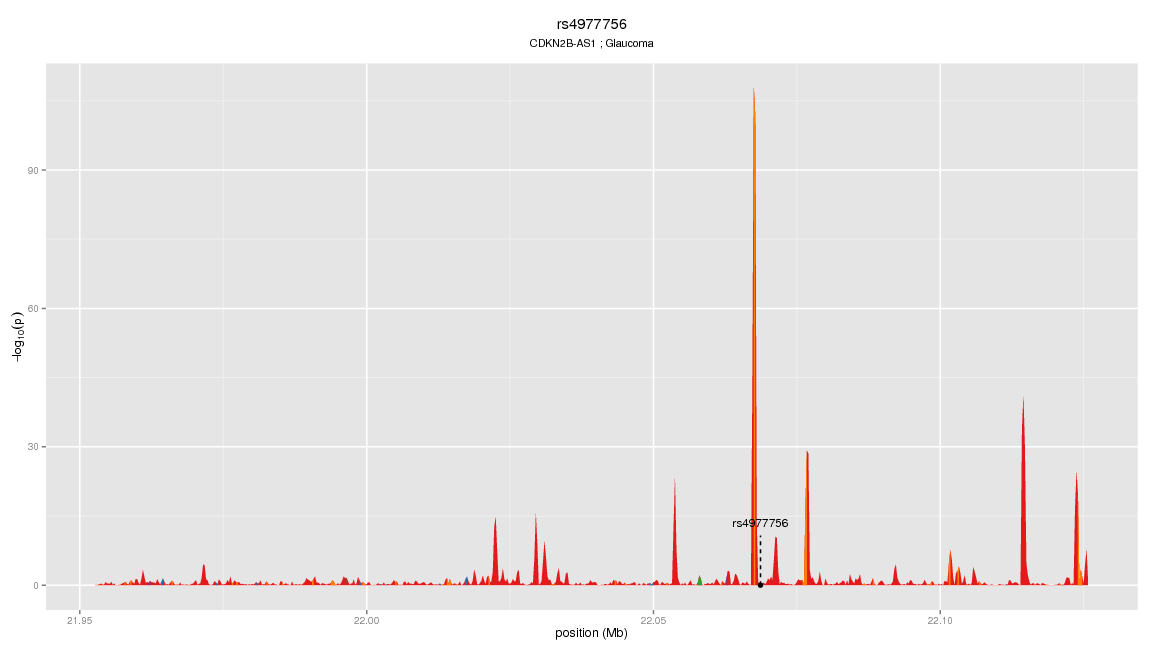 rs4977756
CDKN2B-AS1 ; Glaucoma
90
60
30
0
−log10(p)
rs4977756
21.95
22.00
22.05
22.10
position (Mb)